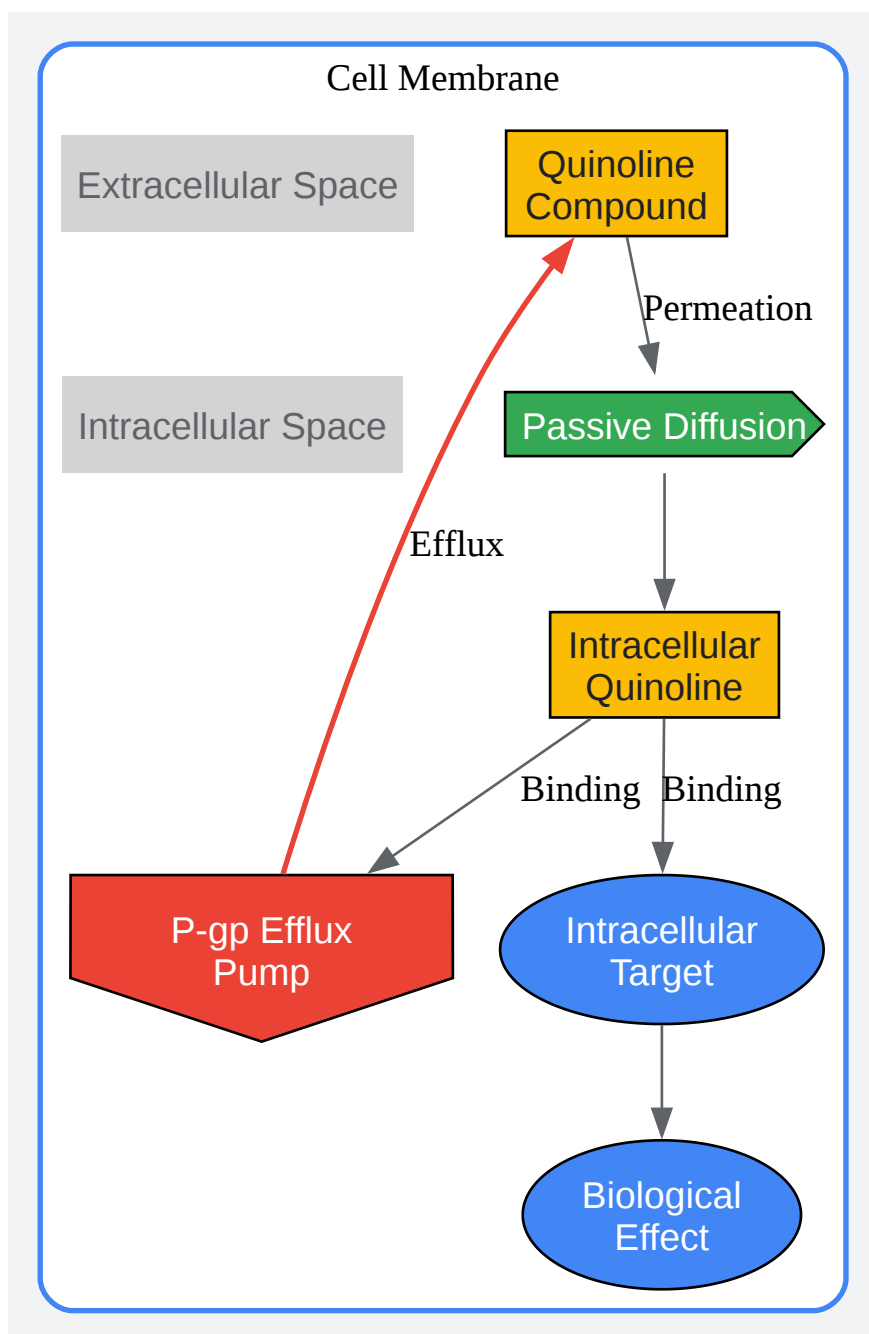 Cell Membrane
Extracellular Space
Quinoline
Compound
Permeation
Intracellular Space
Passive Diffusion
Efflux
Intracellular
Quinoline
Binding
Binding
P-gp Efflux
Pump
Intracellular
Target
Biological
Effect